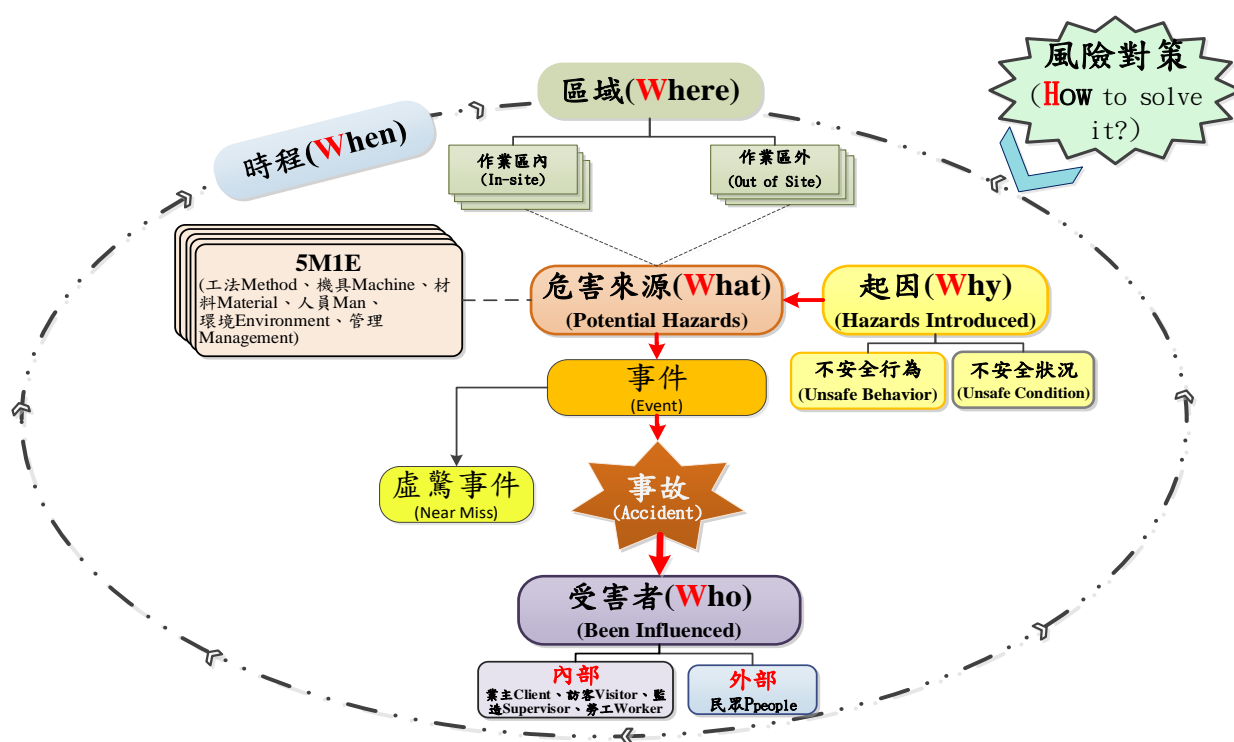 風險對策
(HOW to solve
it?)
區域(Where)
時程(When)
作業區內
(In-site)
作業區外
(Out of Site)
5M1E
(工法Method、機具Machine、材
料Material、人員Man、
環境Environment、管理
Management)
危害來源(What)
(Potential Hazards)
起因(Why)
(Hazards Introduced)
不安全行為
(Unsafe Behavior)
不安全狀況
(Unsafe Condition)
事件
(Event)
虛驚事件
(Near Miss)
事故
(Accident)
受害者(Who)
(Been Influenced)
內部
業主Client、訪客Visitor、監
造Supervisor、勞工Worker
外部
民眾Ppeople